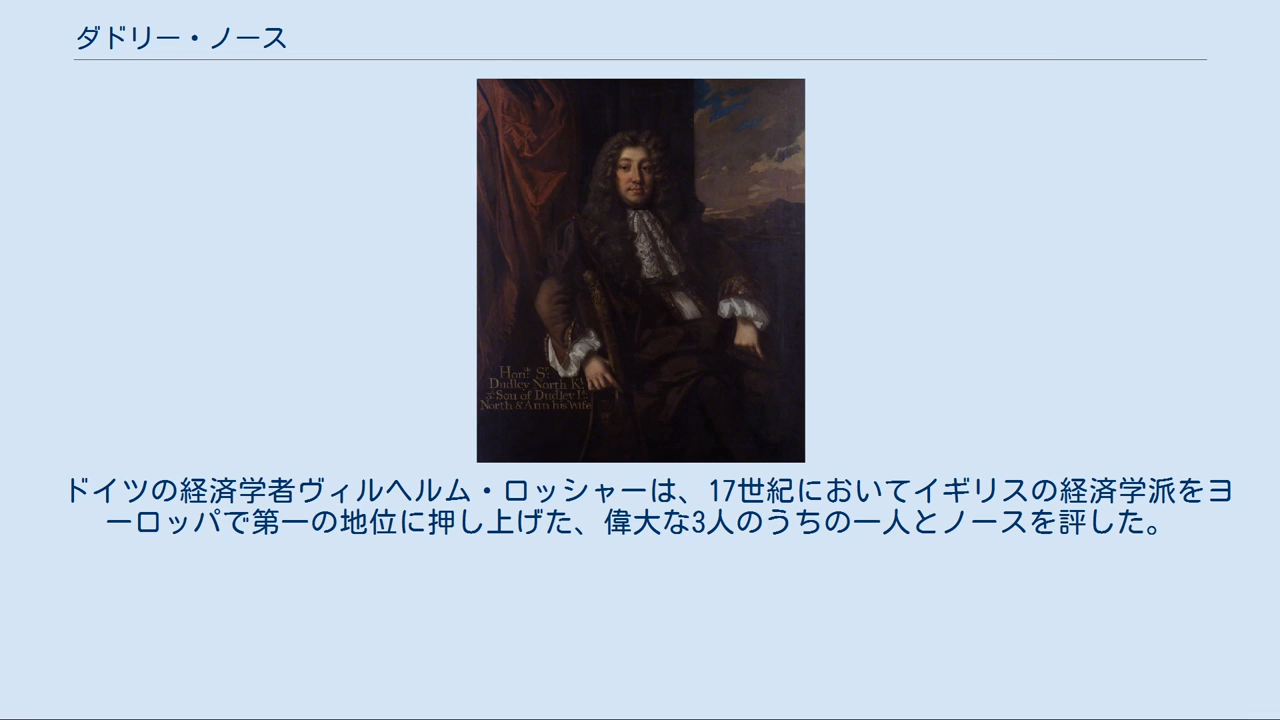 ダドリー・ノース
Honᵇˡᵉ Sʳ
Dudley North Kᵗ
Son of Dudley Lᵈ
North & Ann his Wife
ドイツの経済学者ヴィルヘルム・ロッシャーは、17世紀においてイギリスの経済学派をヨ
ーロッパで第一の地位に押し上げた、偉大な3人のうちの一人とノースを評した。